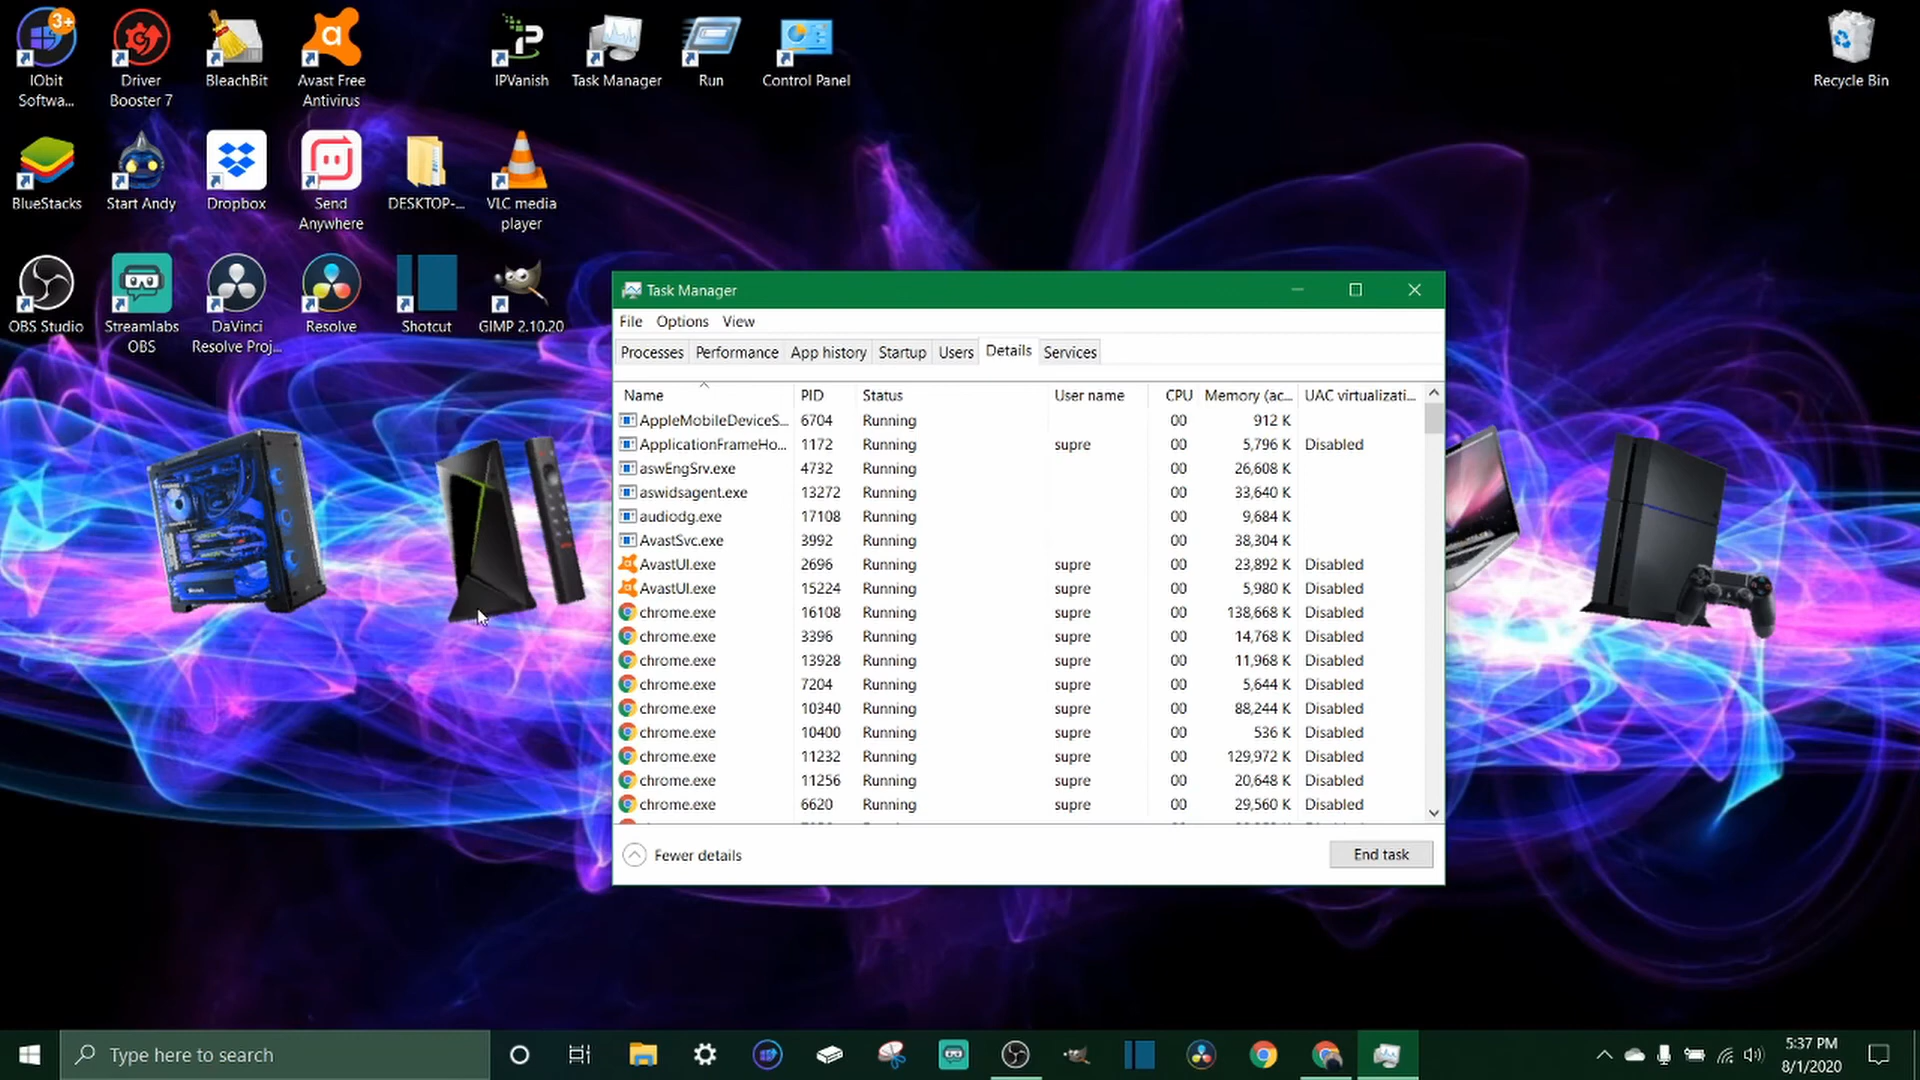 3+
IObit
Softwa...
Driver
Booster 7
BleachBit
Avast Free
Antivirus
IPVanish
Task Manager
Run
Control Panel
Recycle Bin
BlueStacks
Start Andy
Dropbox
Send
Anywhere
DESKTOP-...
VLC media
player
OBS Studio
Streamlabs
OBS
DaVinci
Resolve Proj...
Resolve
Shotcut
GIMP 2.10.20
Task Manager
File Options View
Processes Performance App history Startup Users Details Services
Name PID Status User name CPU Memory (ac... UAC virtualizati...
AppleMobileDeviceS... 6704 Running 00 912 K
ApplicationFrameHo... 1172 Running supre 00 5,796 K Disabled
aswEngSrv.exe 4732 Running 00 26,608 K
aswidsagent.exe 13272 Running 00 33,640 K
audiodg.exe 17108 Running 00 9,684 K
AvastSvc.exe 3992 Running 00 38,304 K
AvastUI.exe 2696 Running supre 00 23,892 K Disabled
AvastUI.exe 15224 Running supre 00 5,980 K Disabled
chrome.exe 16108 Running supre 00 138,668 K Disabled
chrome.exe 3396 Running supre 00 14,768 K Disabled
chrome.exe 13928 Running supre 00 11,968 K Disabled
chrome.exe 7204 Running supre 00 5,644 K Disabled
chrome.exe 10340 Running supre 00 88,244 K Disabled
chrome.exe 10400 Running supre 00 536 K Disabled
chrome.exe 11232 Running supre 00 129,972 K Disabled
chrome.exe 11256 Running supre 00 20,648 K Disabled
chrome.exe 6620 Running supre 00 29,560 K Disabled
Fewer details
End task
Type here to search
5:37 PM
8/1/2020